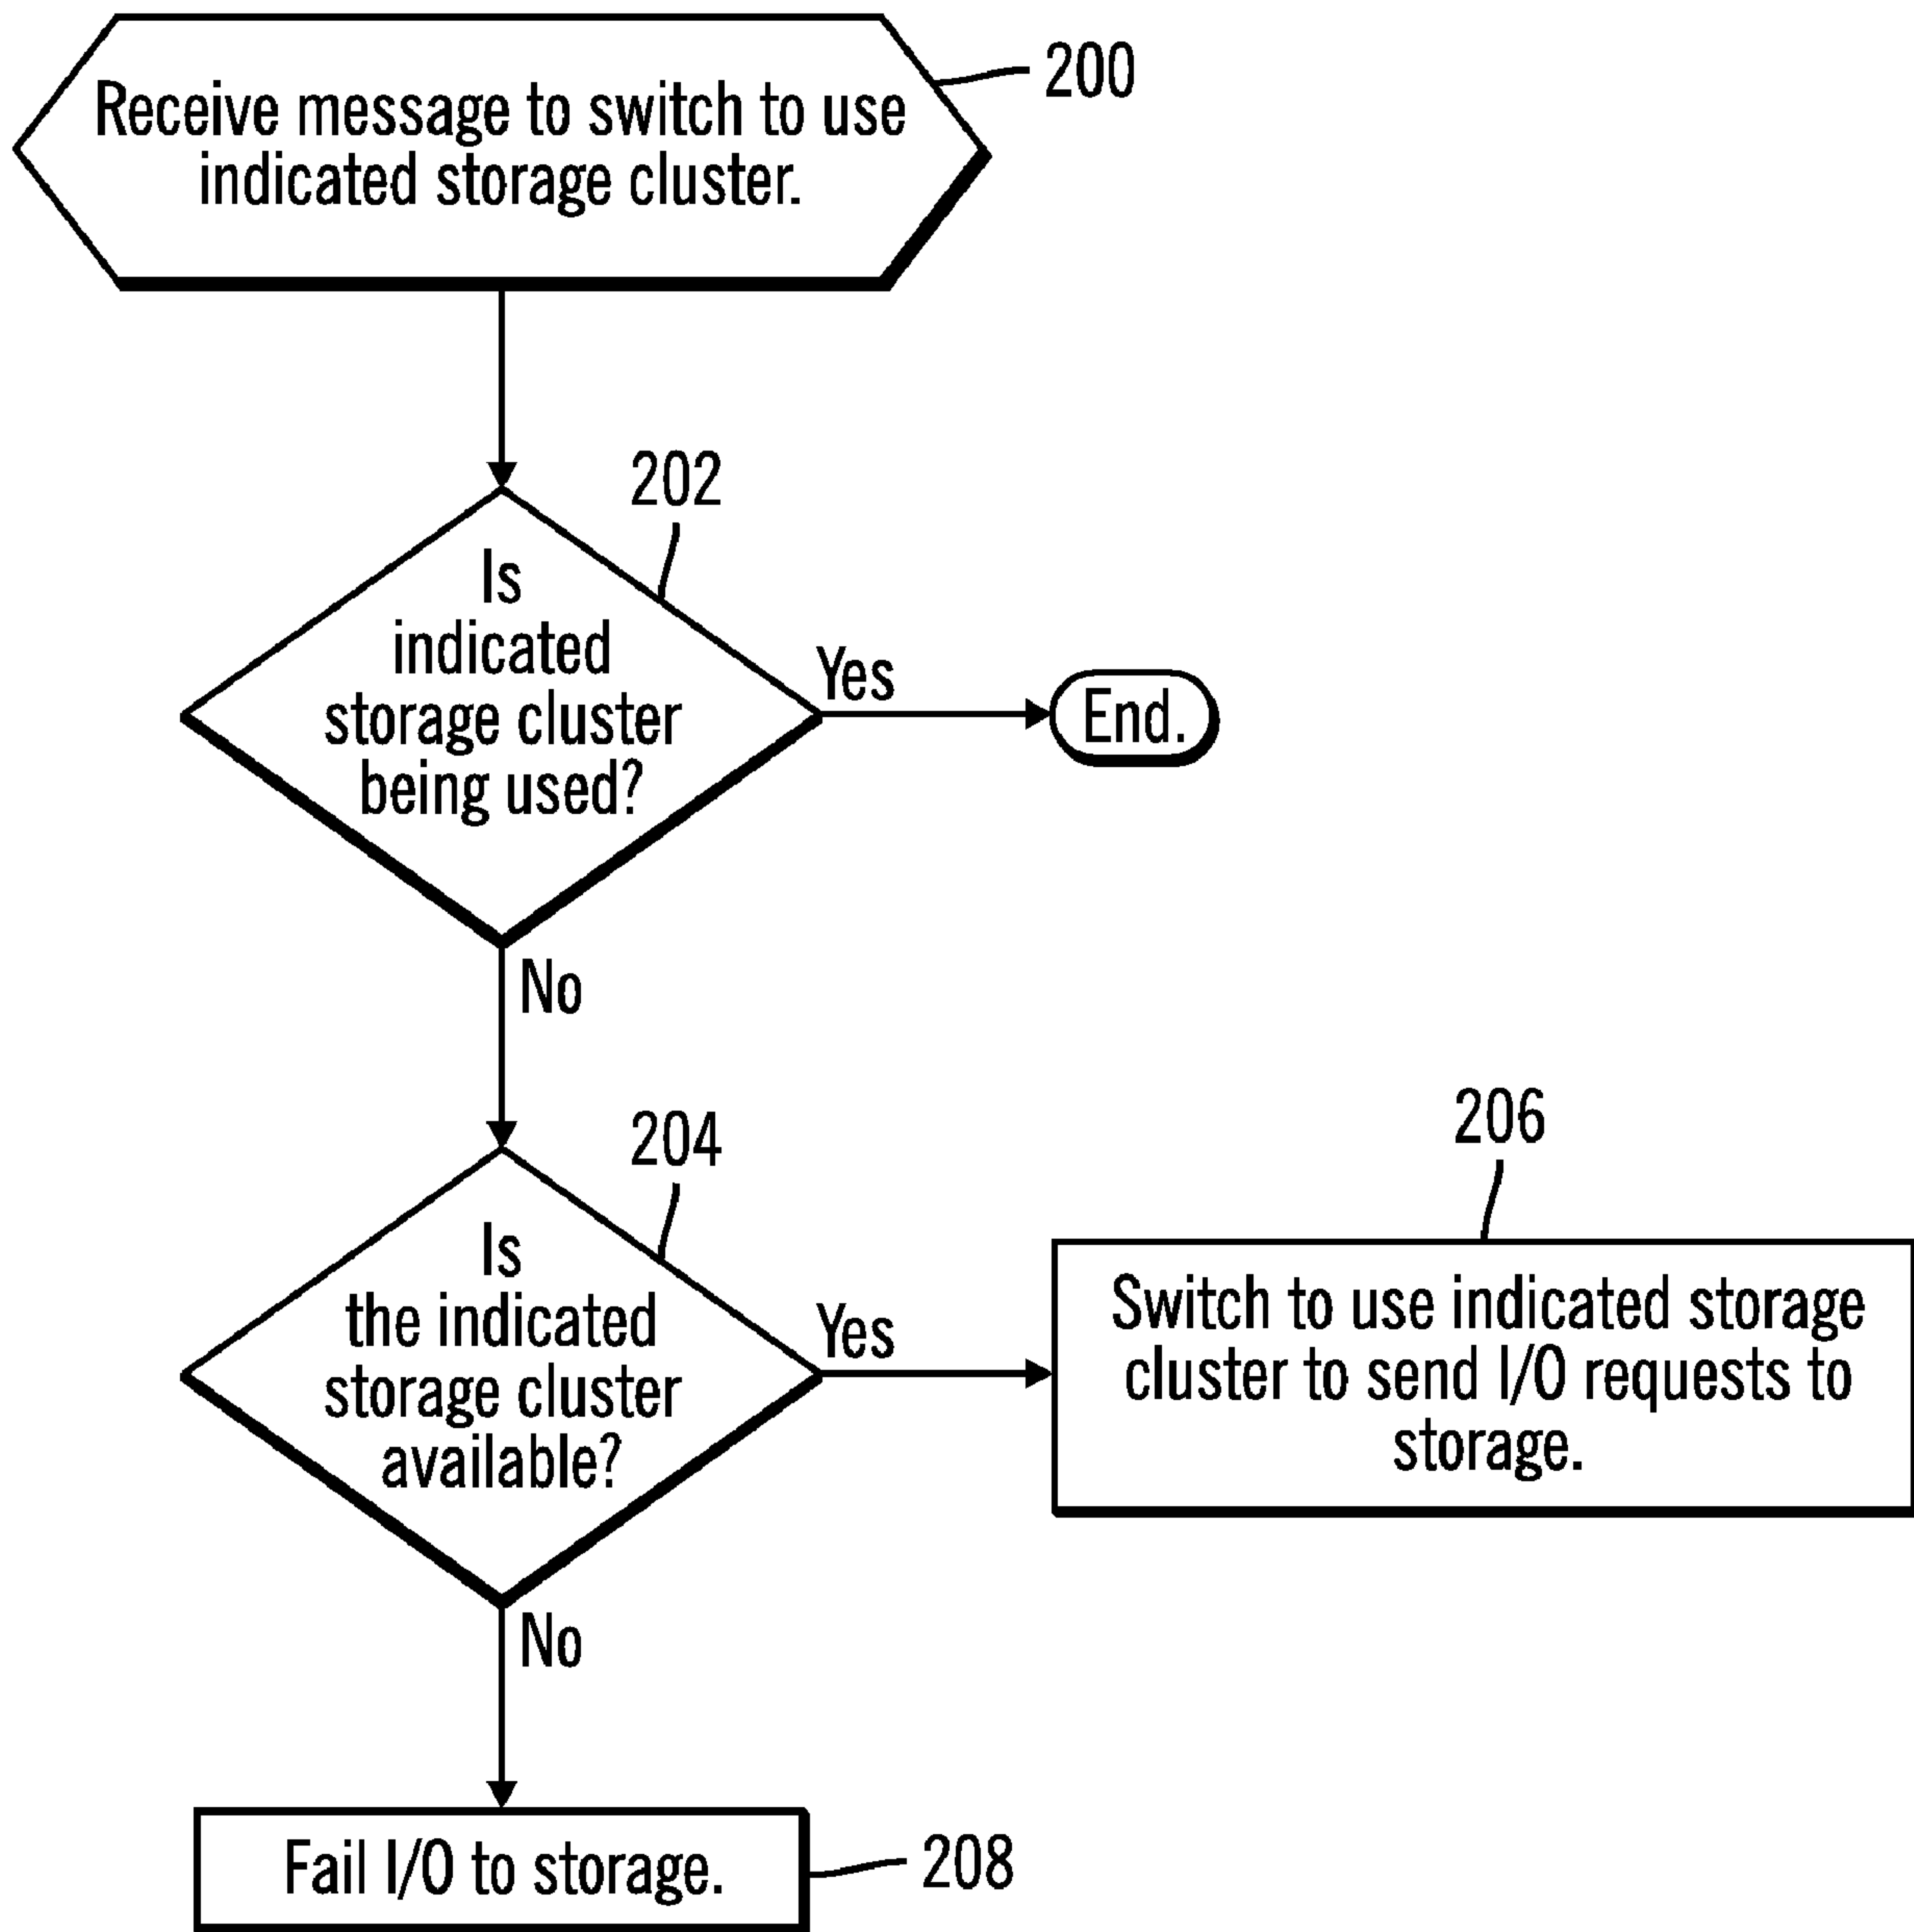 Receive message to switch to use
indicated storage cluster.
200
202
Is
indicated
storage cluster
being used?
Yes
End.
No
204
Is
the indicated
storage cluster
available?
Yes
206
Switch to use indicated storage
cluster to send I/O requests to
storage.
No
Fail I/O to storage.
208